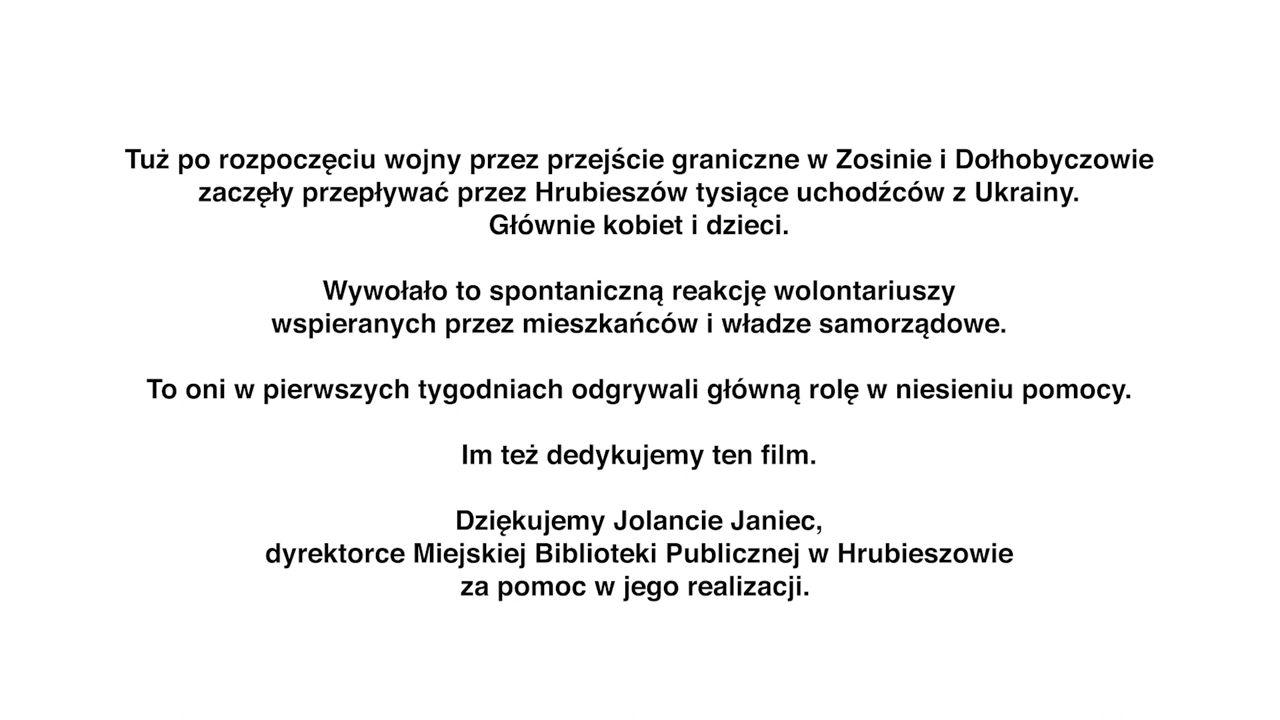 Tuż po rozpoczęciu wojny przez przejście graniczne w Zosinie i Dołhobyczowie
zaczęły przepływać przez Hrubieszów tysiące uchodźców z Ukrainy.
Głównie kobiet i dzieci.
Wywołało to spontaniczną reakcję wolontariuszy
wspieranych przez mieszkańców i władze samorządowe.
To oni w pierwszych tygodniach odgrywali główną rolę w niesieniu pomocy.
Im też dedykujemy ten film.
Dziękujemy Jolancie Janiec,
dyrektorce Miejskiej Biblioteki Publicznej w Hrubieszowie
za pomoc w jego realizacji.